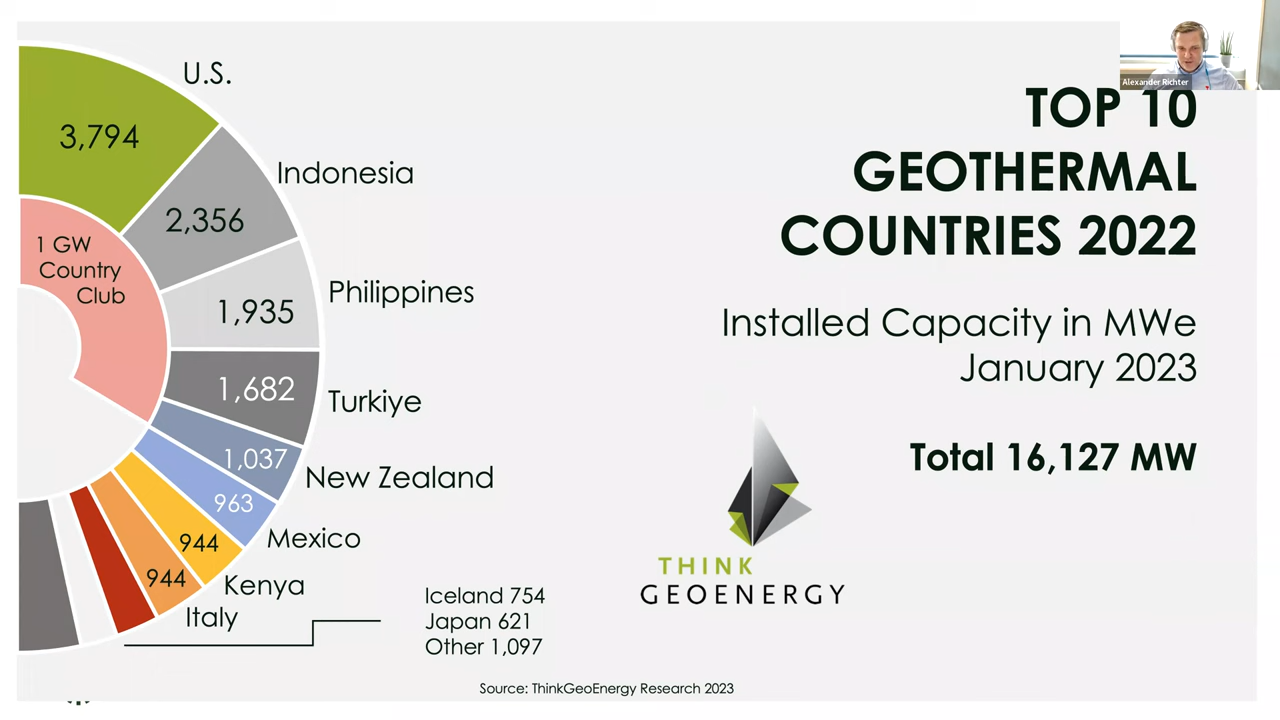 Alexander Richter
TOP 10
GEOTHERMAL
COUNTRIES 2022
Installed Capacity in MWe
January 2023
Total 16,127 MW
U.S.
3,794
Indonesia
2,356
1 GW
Country
Club
Philippines
1,935
Turkiye
1,682
New Zealand
1,037
Mexico
963
Kenya
944
Italy
944
Iceland 754
Japan 621
Other 1,097
THINK
GEOENERGY
Source: ThinkGeoEnergy Research 2023